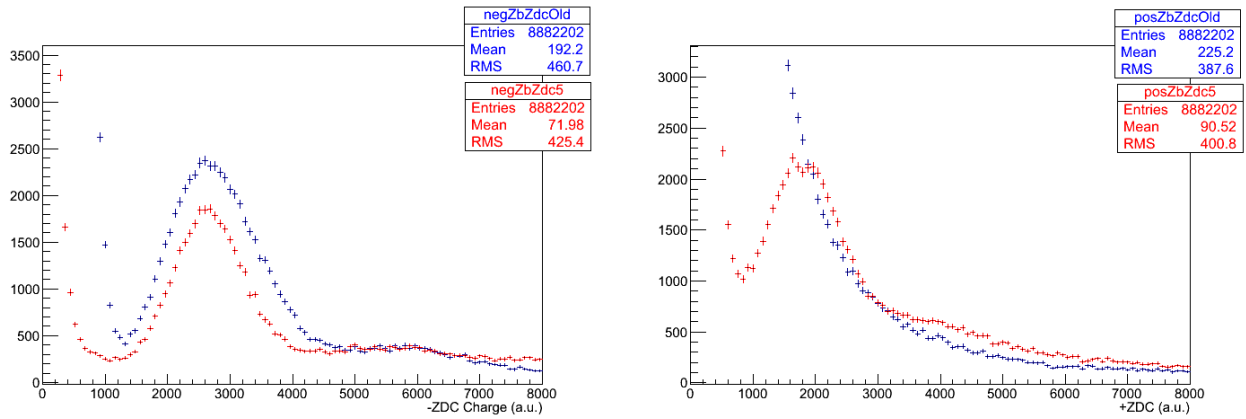 negZbZdcOld
Entries 8882202
Mean 192.2
RMS 460.7
negZbZdc5
Entries 8882202
Mean 71.98
RMS 425.4
3500
3000
2500
2000
1500
1000
500
0
0 1000 2000 3000 4000 5000 6000 7000 8000
-ZDC Charge (a.u.)
posZbZdcOld
Entries 8882202
Mean 225.2
RMS 387.6
posZbZdc5
Entries 8882202
Mean 90.52
RMS 400.8
3000
2500
2000
1500
1000
500
0
0 1000 2000 3000 4000 5000 6000 7000 8000
+ZDC (a.u.)